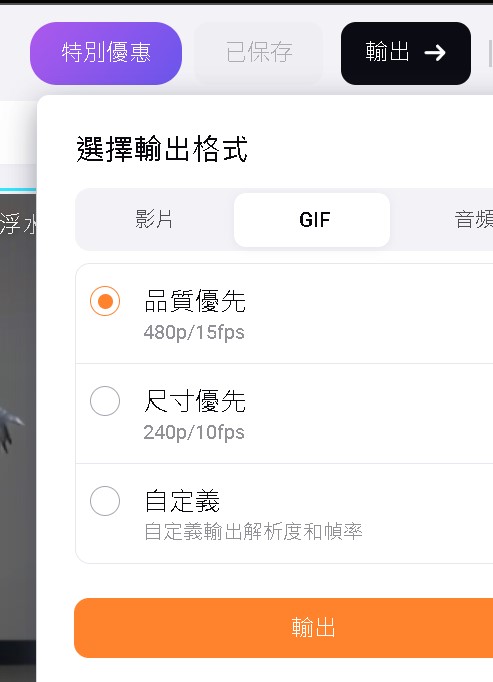 特別優惠
已保存
輸出 →
選擇輸出格式
浮水
影片
GIF
音頻
品質優先
480p/15fps
尺寸優先
240p/10fps
自定義
自定義輸出解析度和幀率
輸出